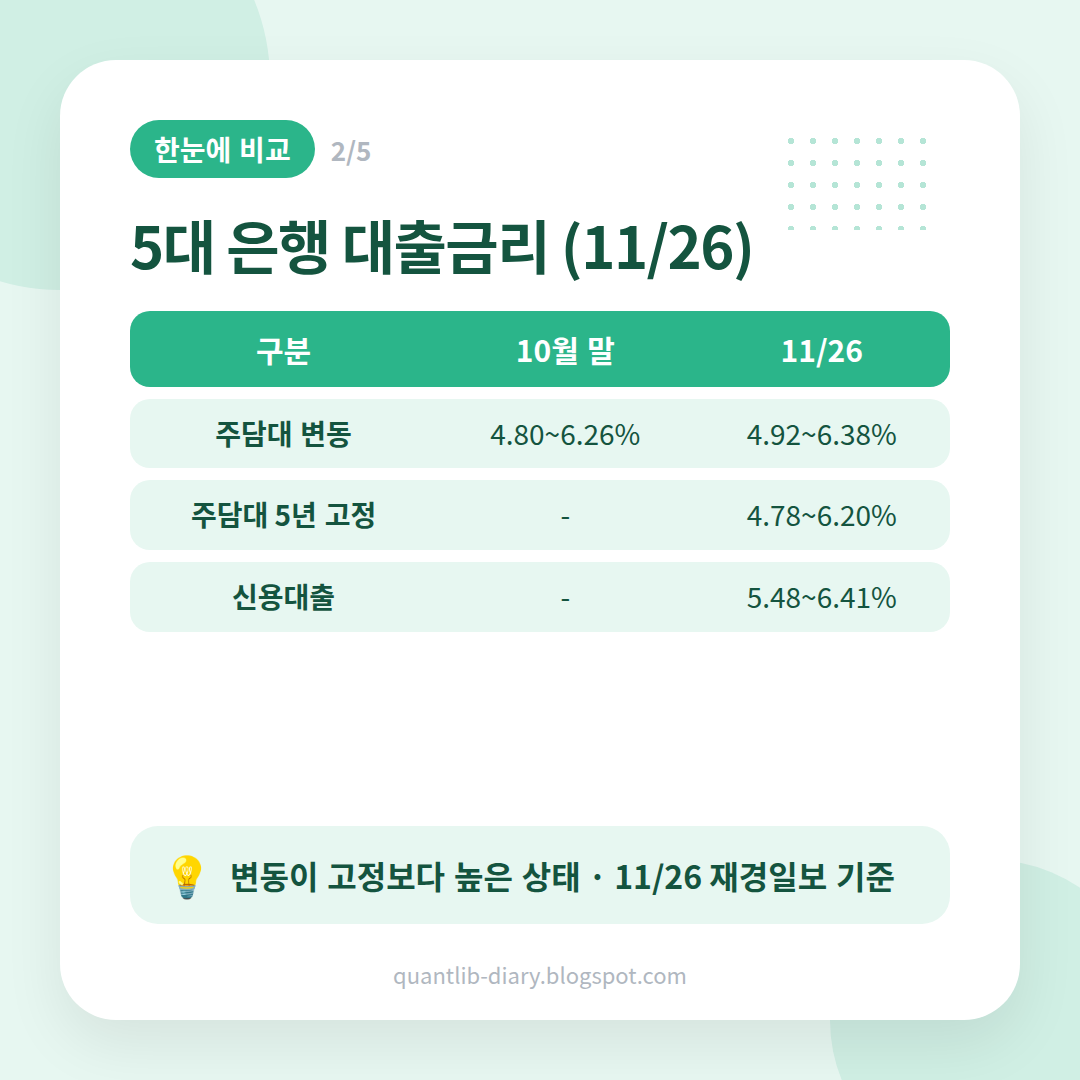 한눈에 비교 2/5
5대 은행 대출금리 (11/26)
구분 10월 말 11/26
주담대 변동 4.80~6.26% 4.92~6.38%
주담대 5년 고정 - 4.78~6.20%
신용대출 - 5.48~6.41%
변동이 고정보다 높은 상태 · 11/26 재경일보 기준
quantlib-diary.blogspot.com